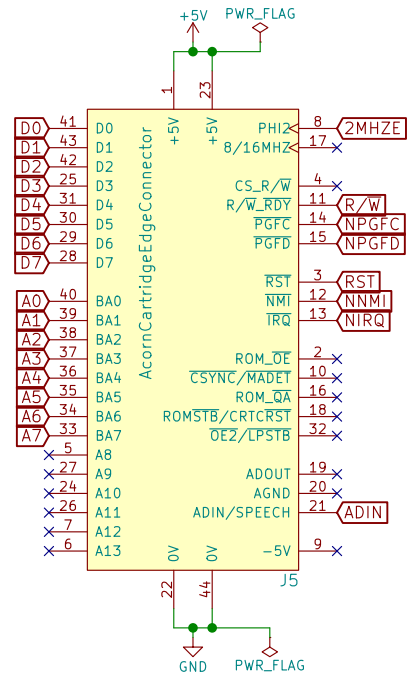 +5V PWR_FLAG
1 23
+5V +5V
D0 41 D0 PHI2 8 2MHZE
D1 43 D1 8/16MHZ 17
D2 42 D2
D3 25 D3 CS_R/W 4
D4 31 D4 R/W_RDY 11 R/W
D5 30 D5 PGFC 14 NPGFC
D6 29 D6 PGFD 15 NPGFD
D7 28 D7
RST 3 RST
A0 40 BA0 NMI 12 NNMI
A1 39 BA1 IRQ 13 NIRQ
A2 38 BA2
A3 37 BA3 ROM_OE 2
A4 36 BA4 CSYNC/MADET 10
A5 35 BA5 ROM_QA 16
A6 34 BA6 ROMSTB/CRTCRST 18
A7 33 BA7 OE2/LPSTB 32
5 A8
27 A9 ADOUT 19
24 A10 AGND 20
26 A11 ADIN/SPEECH 21 ADIN
7 A12
6 A13 -5V 9
AcornCartridgeEdgeConnector
0V 0V
J5
22 44
GND PWR_FLAG